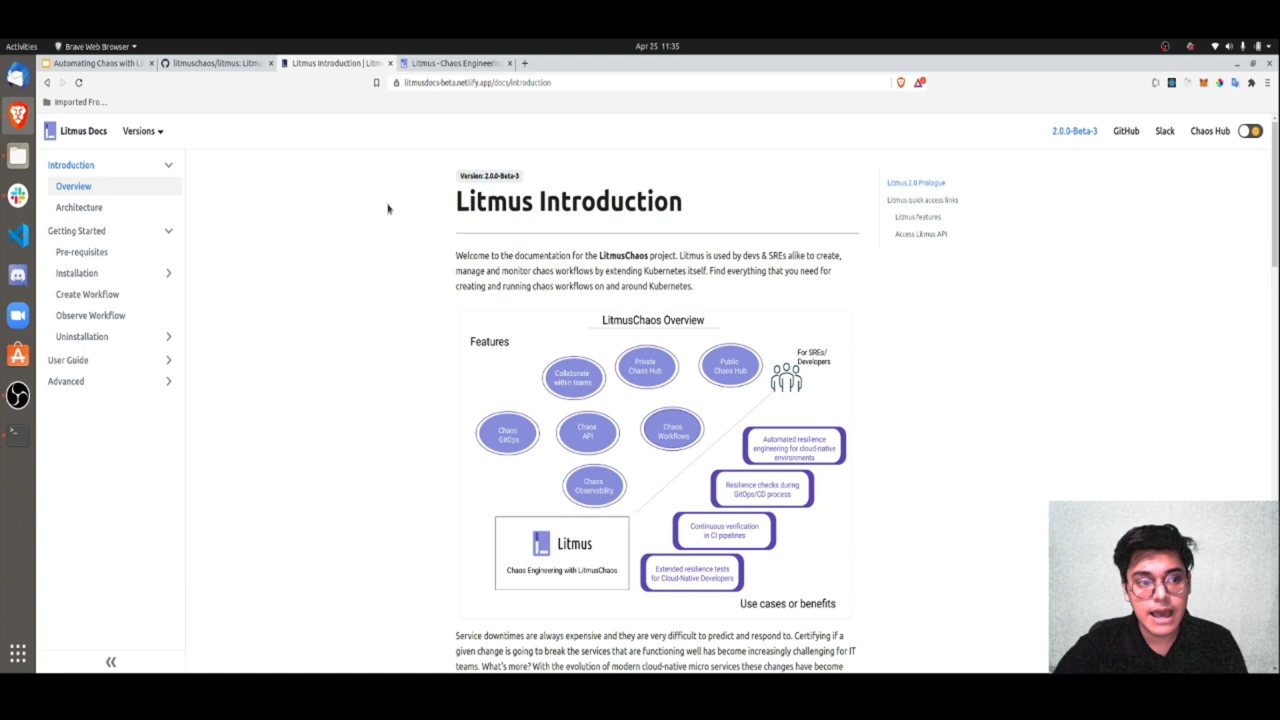 Activities
Brave Web Browser
Apr 25 11:35
Automating Chaos with Li
litmuschaos/litmus: Litmu
Litmus Introduction | Litm
Litmus - Chaos Engineering
litmusdocs-beta.netlify.app/docs/introduction
Imported Fro...
Litmus Docs
Versions
2.0.0-Beta-3
GitHub
Slack
Chaos Hub
Introduction
Overview
Architecture
Getting Started
Pre-requisites
Installation
Create Workflow
Observe Workflow
Uninstallation
User Guide
Advanced
Version: 2.0.0-Beta-3
Litmus Introduction
Welcome to the documentation for the LitmusChaos project. Litmus is used by devs & SREs alike to create,
manage and monitor chaos workflows by extending Kubernetes itself. Find everything that you need for
creating and running chaos workflows on and around Kubernetes.
LitmusChaos Overview
Features
Collaborate
within teams
Private
Chaos Hub
Public
Chaos Hub
For SREs/
Developers
Chaos
GitOps
Chaos
API
Chaos
Workflows
Chaos
Observability
Automated resilience
engineering for cloud-native
environments
Resilience checks during
GitOps/CD process
Continuous verification
in CI pipelines
Extended resilience tests
for Cloud-Native Developers
Litmus
Chaos Engineering with LitmusChaos
Use cases or benefits
Service downtimes are always expensive and they are very difficult to predict and respond to. Certifying if a
given change is going to break the services that are functioning well has become increasingly challenging for IT
teams. What's more? With the evolution of modern cloud-native micro services these changes have become
Litmus 2.0 Prologue
Litmus quick access links
Litmus features
Access Litmus API